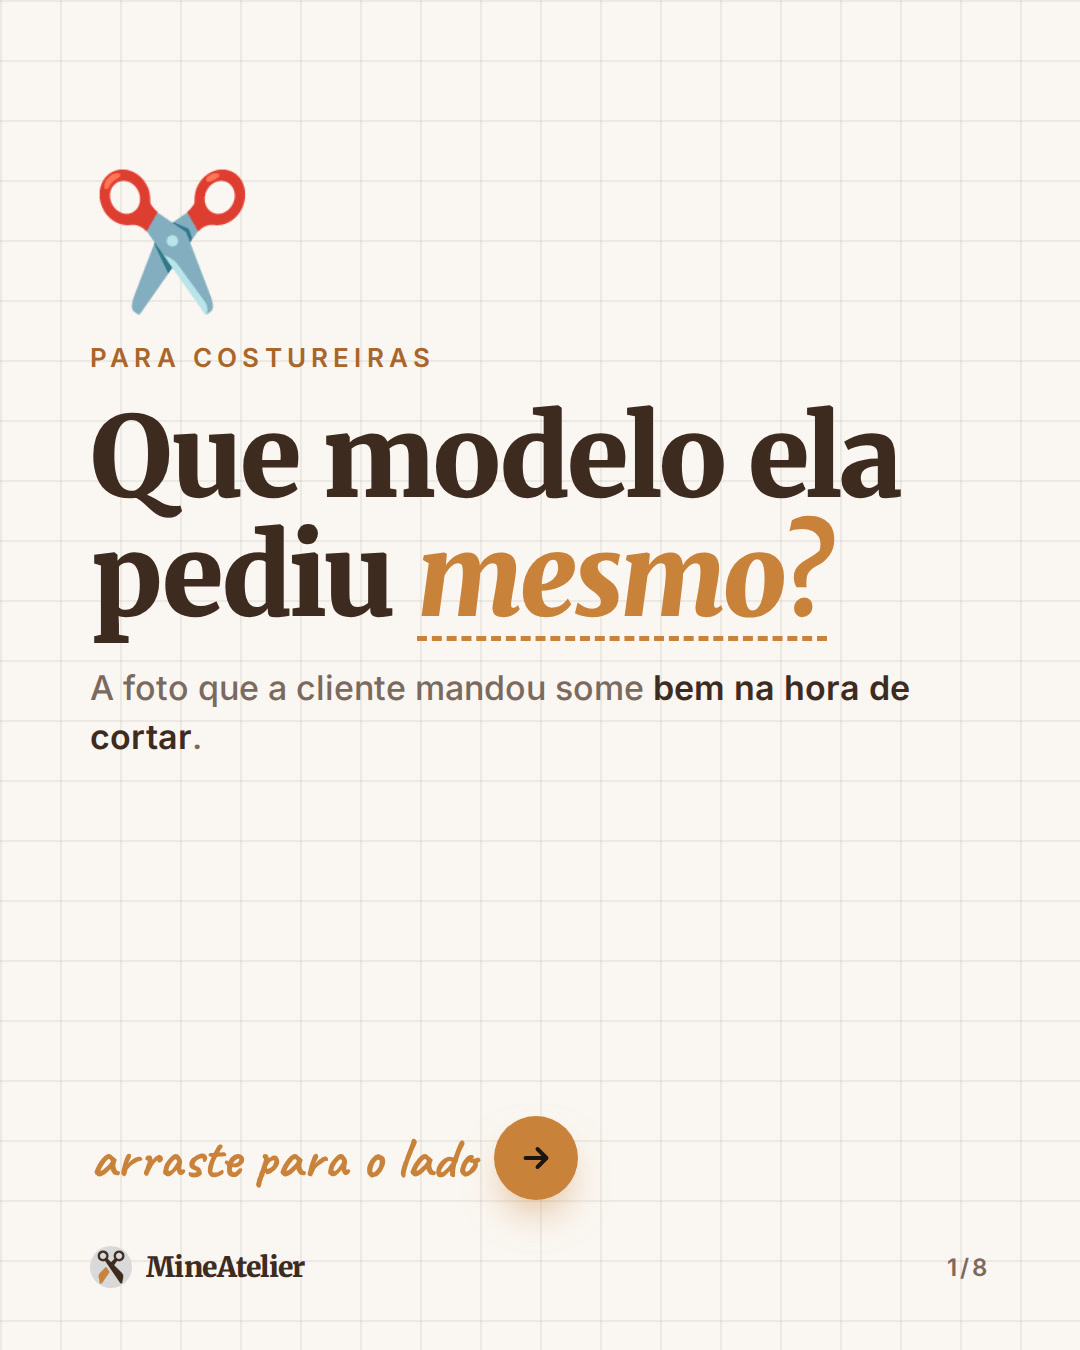 PARA COSTUREIRAS
Que modelo ela
pediu mesmo?
A foto que a cliente mandou some bem na hora de
cortar.
arraste para o lado
MineAtelier
1/8